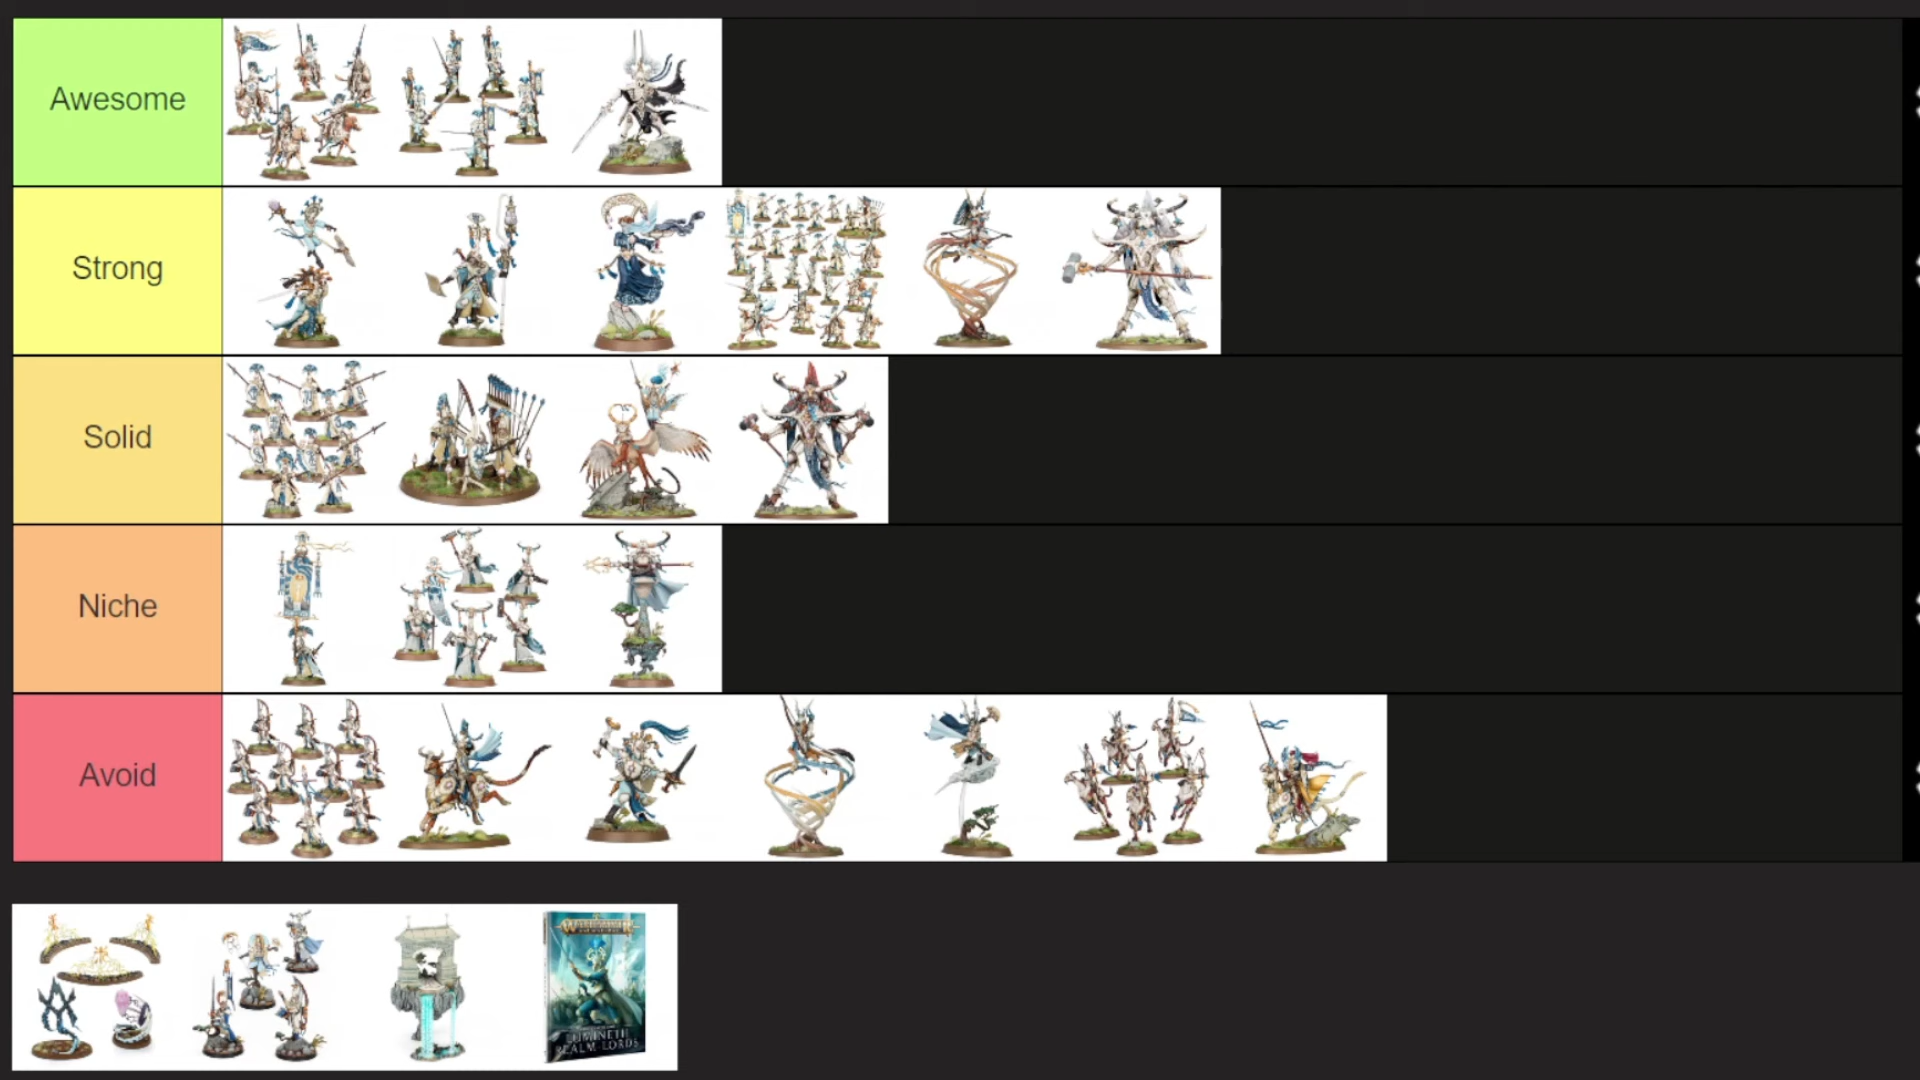 Awesome
Strong
Solid
Niche
Avoid
WARHAMMER
LUMINETH
REALM-LORDS